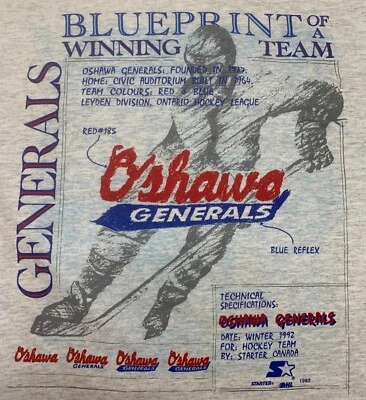 BLUEPRINT OF
A
WINNING TEAM
GENERALS
OSHAWA GENERALS: FOUNDED IN 1937.
HOME: CIVIC AUDITORIUM BUILT IN 1964.
TEAM COLOURS: RED & BLUE
LEYDEN DIVISION, ONTARIO HOCKEY LEAGUE
RED#185
Oshawa
GENERALS
BLUE REFLEX
TECHNICAL
SPECIFICATIONS:
OSHAWA GENERALS
DATE: WINTER 1992
FOR: HOCKEY TEAM
BY: STARTER CANADA
Oshawa Oshawa Oshawa Oshawa
GENERALS GENERALS
STARTER: OHL 1992